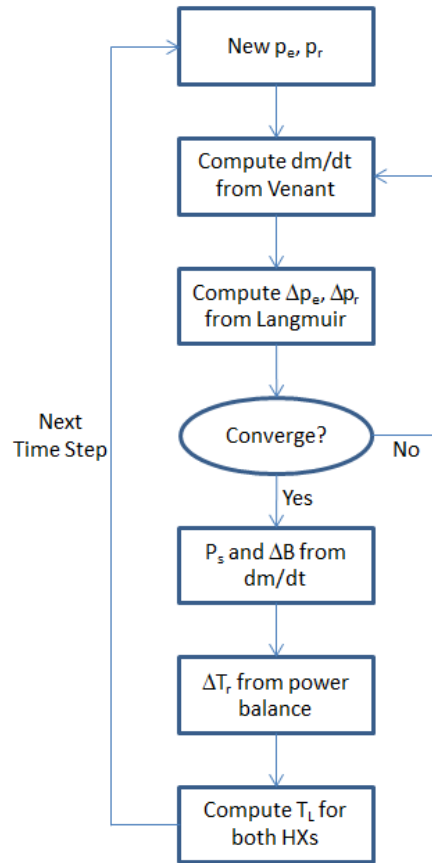 New pₑ, pᵣ
Compute dm/dt
from Venant
Compute Δpₑ, Δpᵣ
from Langmuir
Converge?
No
Yes
Next
Time Step
Pₛ and ΔB from
dm/dt
ΔTᵣ from power
balance
Compute T_L for
both HXs